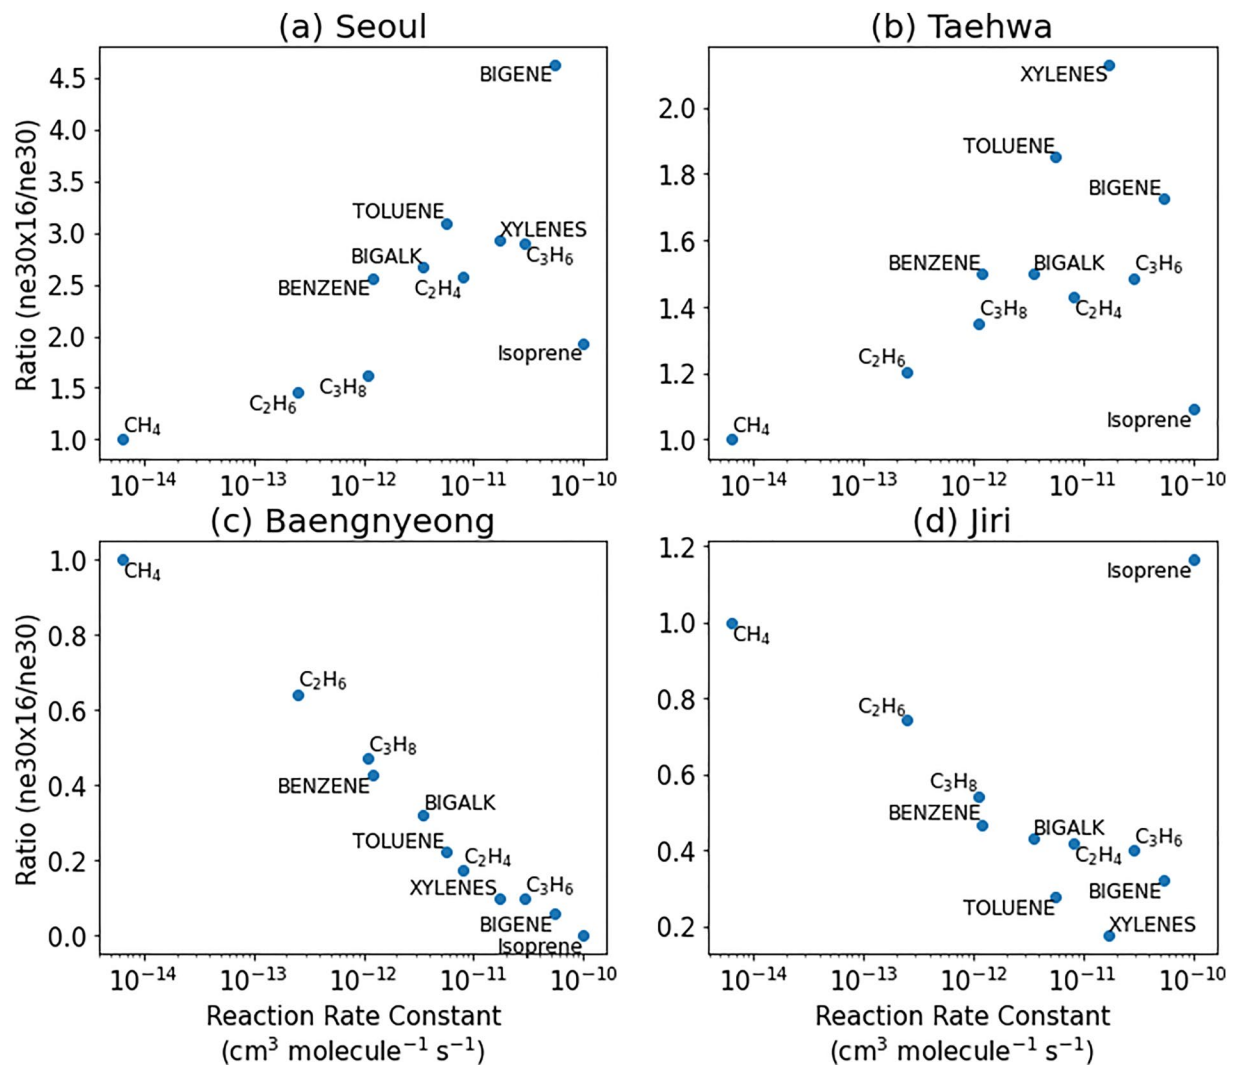 (a) Seoul
Ratio (ne30x16/ne30)
4.5
4.0
3.5
3.0
2.5
2.0
1.5
1.0
BIGENE
TOLUENE
XYLENES
BIGALK
C₃H₆
BENZENE
C₂H₄
Isoprene
C₃H₈
C₂H₆
CH₄
10⁻¹⁴ 10⁻¹³ 10⁻¹² 10⁻¹¹ 10⁻¹⁰
(b) Taehwa
2.0
1.8
1.6
1.4
1.2
1.0
XYLENES
TOLUENE
BIGENE
BENZENE
BIGALK
C₃H₆
C₃H₈
C₂H₄
C₂H₆
Isoprene
CH₄
10⁻¹⁴ 10⁻¹³ 10⁻¹² 10⁻¹¹ 10⁻¹⁰
(c) Baengnyeong
Ratio (ne30x16/ne30)
1.0
0.8
0.6
0.4
0.2
0.0
CH₄
C₂H₆
C₃H₈
BENZENE
BIGALK
TOLUENE
C₂H₄
XYLENES
C₃H₆
BIGENE
Isoprene
10⁻¹⁴ 10⁻¹³ 10⁻¹² 10⁻¹¹ 10⁻¹⁰
Reaction Rate Constant
(cm³ molecule⁻¹ s⁻¹)
(d) Jiri
1.2
1.0
0.8
0.6
0.4
0.2
Isoprene
CH₄
C₂H₆
C₃H₈
BENZENE
BIGALK
C₃H₆
C₂H₄
BIGENE
TOLUENE
XYLENES
10⁻¹⁴ 10⁻¹³ 10⁻¹² 10⁻¹¹ 10⁻¹⁰
Reaction Rate Constant
(cm³ molecule⁻¹ s⁻¹)